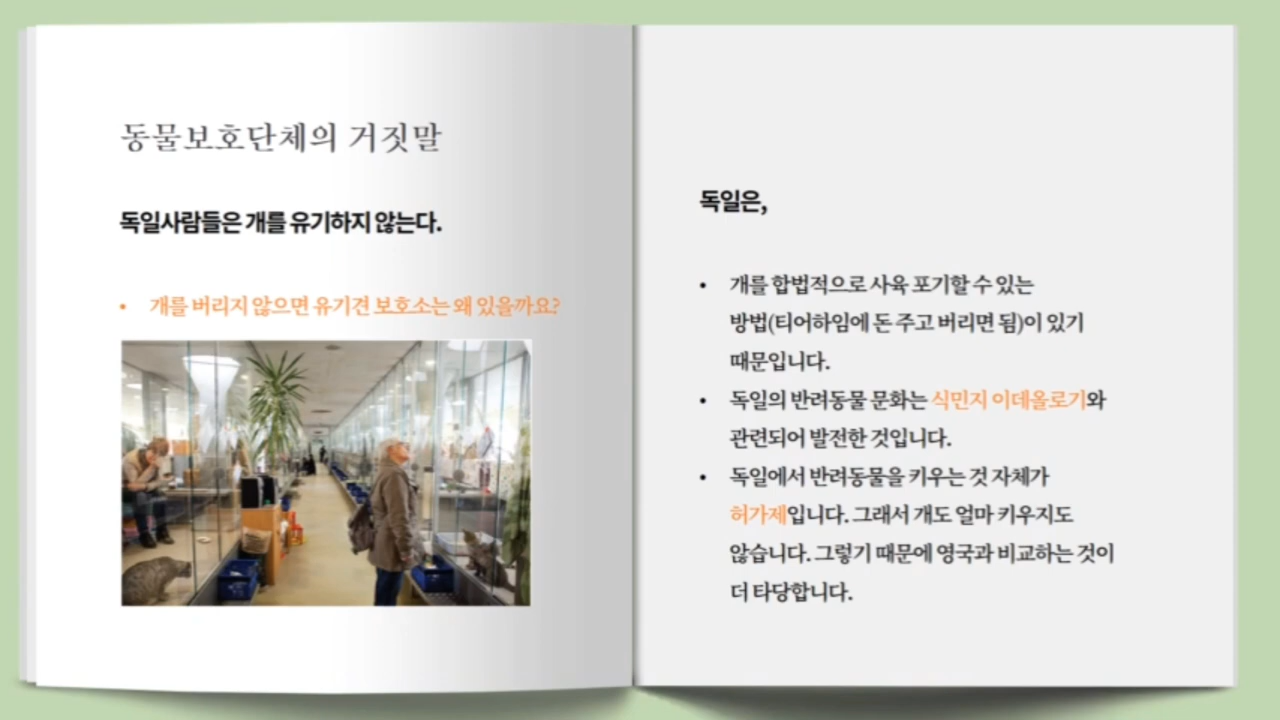 동물보호단체의 거짓말
독일사람들은 개를 유기하지 않는다.
• 개를 버리지 않으면 유기견 보호소는 왜 있을까요?
독일은,
• 개를 합법적으로 사육 포기할 수 있는
방법(티어하임에 돈 주고 버리면 됨)이 있기
때문입니다.
• 독일의 반려동물 문화는 식민지 이데올로기와
관련되어 발전한 것입니다.
• 독일에서 반려동물을 키우는 것 자체가
허가제입니다. 그래서 개도 얼마 키우지도
않습니다. 그렇기 때문에 영국과 비교하는 것이
더 타당합니다.